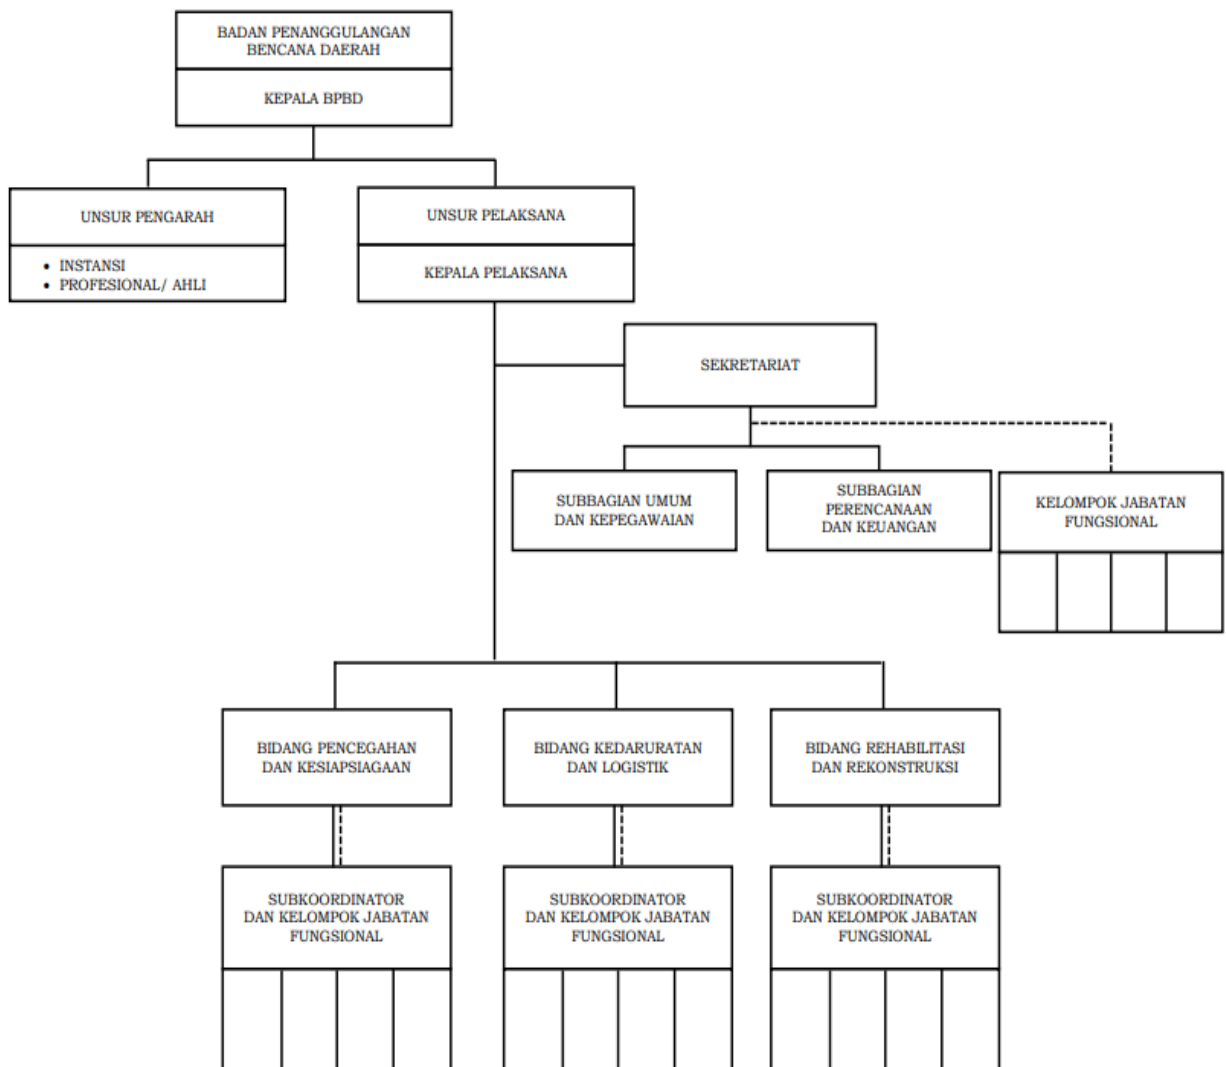 BADAN PENANGGULANGAN
BENCANA DAERAH
KEPALA BPBD
UNSUR PENGARAH
• INSTANSI
• PROFESIONAL/ AHLI
UNSUR PELAKSANA
KEPALA PELAKSANA
SEKRETARIAT
SUBBAGIAN UMUM
DAN KEPEGAWAIAN
SUBBAGIAN
PERENCANAAN
DAN KEUANGAN
KELOMPOK JABATAN
FUNGSIONAL
BIDANG PENCEGAHAN
DAN KESIAPSIAGAAN
BIDANG KEDARURATAN
DAN LOGISTIK
BIDANG REHABILITASI
DAN REKONSTRUKSI
SUBKOORDINATOR
DAN KELOMPOK JABATAN
FUNGSIONAL
SUBKOORDINATOR
DAN KELOMPOK JABATAN
FUNGSIONAL
SUBKOORDINATOR
DAN KELOMPOK JABATAN
FUNGSIONAL